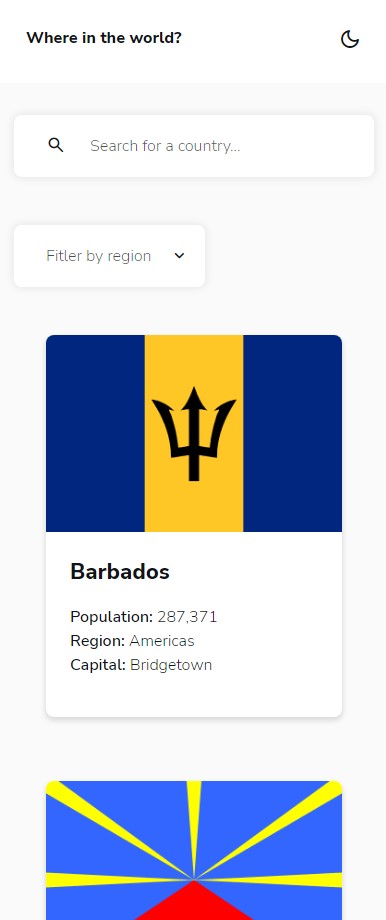 Where in the world?
Search for a country...
Fitler by region
Barbados
Population: 287,371
Region: Americas
Capital: Bridgetown